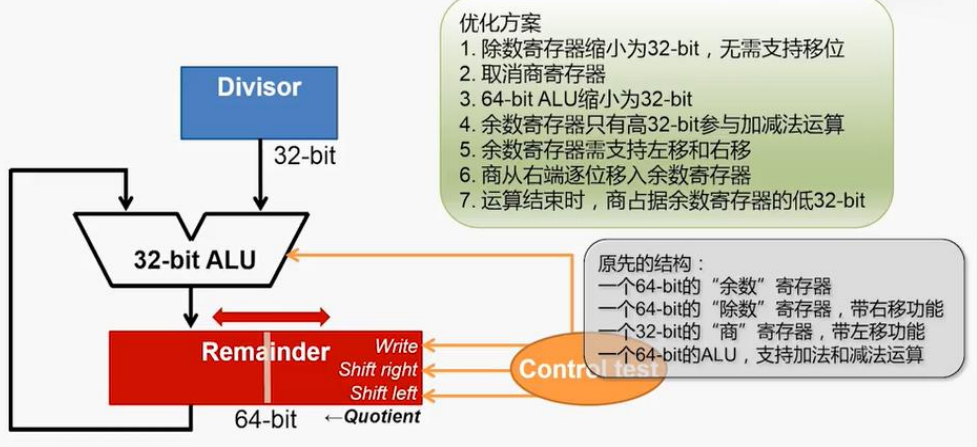 优化方案
1. 除数寄存器缩小为32-bit，无需支持移位
2. 取消商寄存器
3. 64-bit ALU缩小为32-bit
4. 余数寄存器只有高32-bit参与加减法运算
5. 余数寄存器需支持左移和右移
6. 商从右端逐位移入余数寄存器
7. 运算结束时，商占据余数寄存器的低32-bit
Divisor
32-bit
32-bit ALU
原先的结构：
一个64-bit的“余数”寄存器
一个64-bit的“除数”寄存器，带右移功能
一个32-bit的“商”寄存器，带左移功能
一个64-bit的ALU，支持加法和减法运算
Remainder
Write
Shift right
Shift left
Control test
64-bit
←Quotient